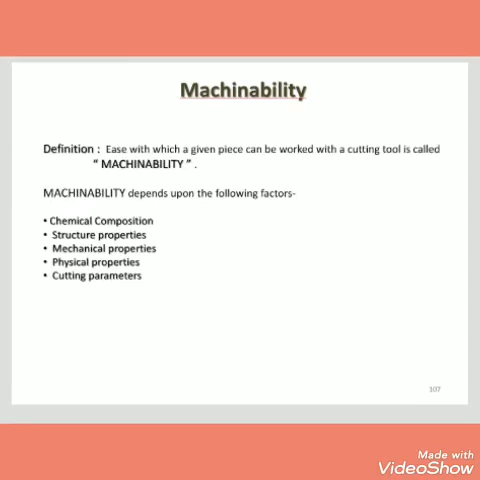 Machinability
Definition : Ease with which a given piece can be worked with a cutting tool is called
“ MACHINABILITY ” .
MACHINABILITY depends upon the following factors-
• Chemical Composition
• Structure properties
• Mechanical properties
• Physical properties
• Cutting parameters
107
Made with
VideoShow